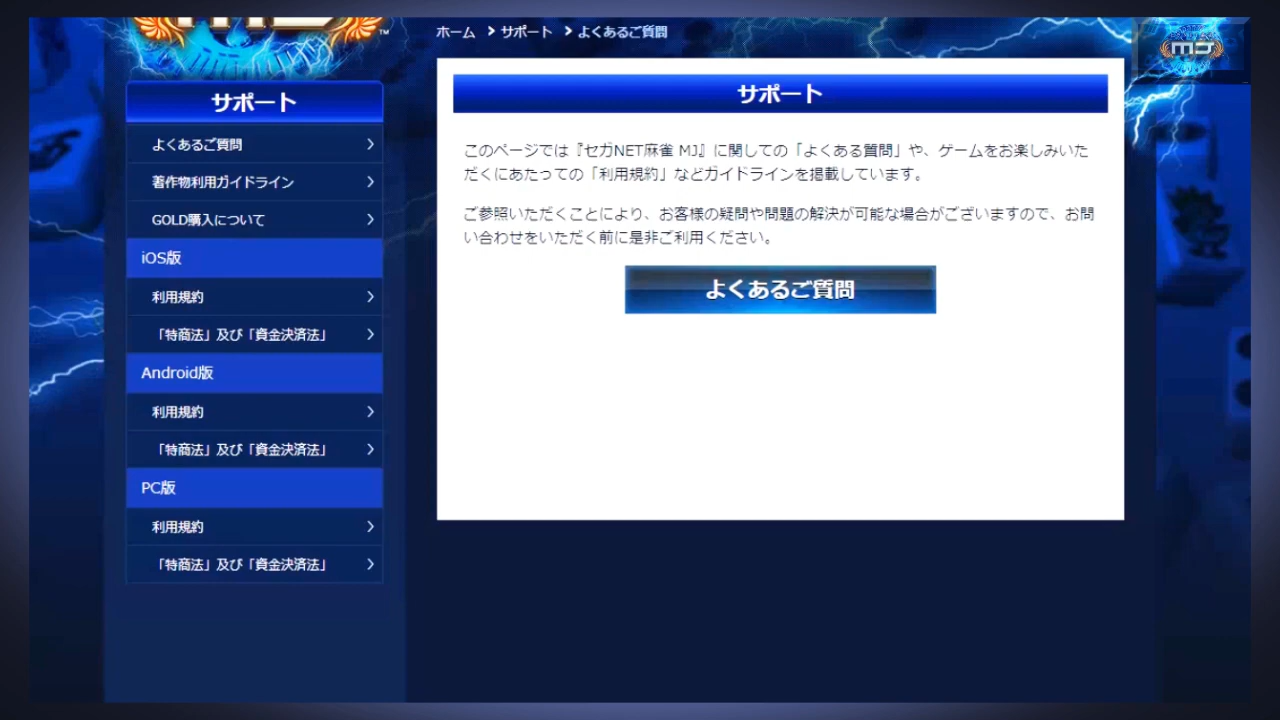 MJ
™
ホーム > サポート > よくあるご質問
MJ
サポート
よくあるご質問
著作物利用ガイドライン
GOLD購入について
iOS版
利用規約
「特商法」及び「資金決済法」
Android版
利用規約
「特商法」及び「資金決済法」
PC版
利用規約
「特商法」及び「資金決済法」
サポート
このページでは『セガNET麻雀 MJ』に関しての「よくある質問」や、ゲームをお楽しみいた
だくにあたっての「利用規約」などガイドラインを掲載しています。
ご参照いただくことにより、お客様の疑問や問題の解決が可能な場合がございますので、お問
い合わせをいただく前に是非ご利用ください。
よくあるご質問